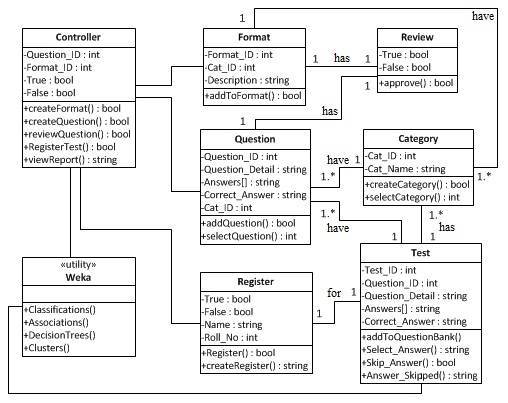 1
have
Controller
-Question_ID : int
-Format_ID : int
-True : bool
-False : bool
+createFormat() : bool
+createQuestion() : bool
+reviewQuestion() : bool
+RegisterTest() : bool
+viewReport() : string
Format
-Format_ID : int
-Cat_ID : int
-Description : string
+addToFormat() : bool
1 has 1
Review
-True : bool
-False : bool
+approve() : bool
1
has
1
Question
-Question_ID : int
-Question_Detail : string
-Answers[] : string
-Correct_Answer : string
-Cat_ID : int
+addQuestion() : bool
+selectQuestion() : int
have 1
1.*
Category
-Cat_ID : int
-Cat_Name : string
+createCategory() : bool
+selectCategory() : int
1.*
1.*
have
1
1.*
has
1
«utility»
Weka
+Classifications()
+Associations()
+DecisionTrees()
+Clusters()
Register
-True : bool
-False : bool
-Name : string
-Roll_No : int
+Register() : bool
+createRegister() : string
for 1
1
Test
-Test_ID : int
-Question_ID : int
-Question_Detail : string
-Answers[] : string
-Correct_Answer : string
+addToQuestionBank()
+Select_Answer() : string
+Skip_Answer() : bool
+Answer_Skipped() : string